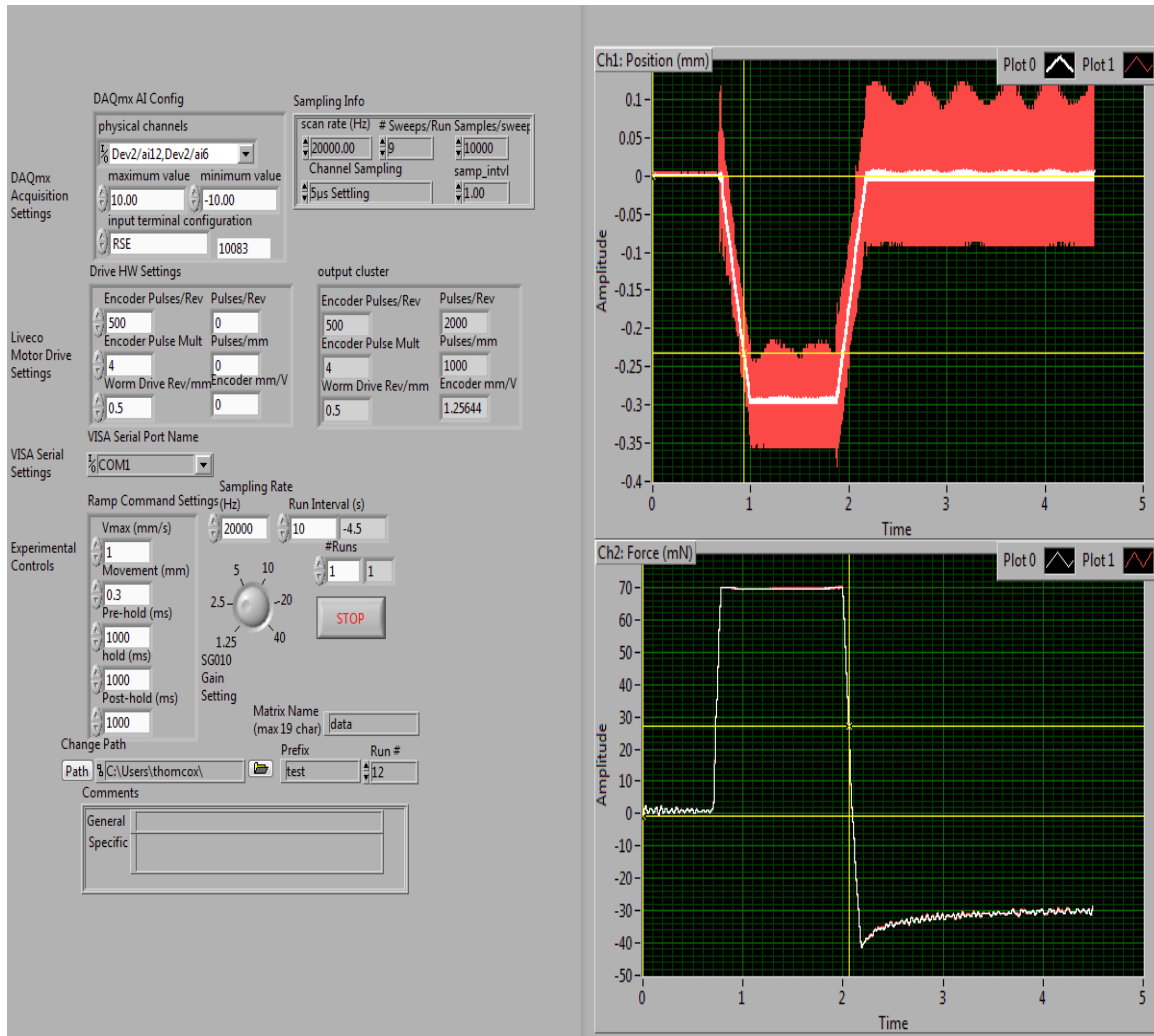 DAQmx AI Config
physical channels
Dev2/ai12,Dev2/ai6
maximum value minimum value
10.00 -10.00
input terminal configuration
RSE 10083
Sampling Info
scan rate (Hz) # Sweeps/Run Samples/sweep
20000.00 9 10000
Channel Sampling samp_intvl
5µs Settling 1.00
DAQmx
Acquisition
Settings
Drive HW Settings
Encoder Pulses/Rev Pulses/Rev
500 0
Encoder Pulse Mult Pulses/mm
4 0
Worm Drive Rev/mm Encoder mm/V
0.5 0
output cluster
Encoder Pulses/Rev Pulses/Rev
500 2000
Encoder Pulse Mult Pulses/mm
4 1000
Worm Drive Rev/mm Encoder mm/V
0.5 1.25644
Liveco
Motor Drive
Settings
VISA Serial Port Name
VISA Serial
Settings
COM1
Ramp Command Settings
Vmax (mm/s)
1
Movement (mm)
0.3
Pre-hold (ms)
1000
hold (ms)
1000
Post-hold (ms)
1000
Sampling Rate
(Hz)
20000
Run Interval (s)
10 -4.5
#Runs
1 1
Experimental
Controls
5 10
2.5 20
1.25 40
SG010
Gain
Setting
STOP
Matrix Name
(max 19 char) data
Change Path
Path C:\Users\thomcox\
Prefix
test
Run #
12
Comments
General
Specific
Ch1: Position (mm)
Plot 0 Plot 1
0.1
0.05
0
-0.05
-0.1
-0.15
-0.2
-0.25
-0.3
-0.35
-0.4
Amplitude
0 1 2 3 4 5
Time
Ch2: Force (mN)
Plot 0 Plot 1
70
60
50
40
30
20
10
0
-10
-20
-30
-40
-50
Amplitude
0 1 2 3 4 5
Time